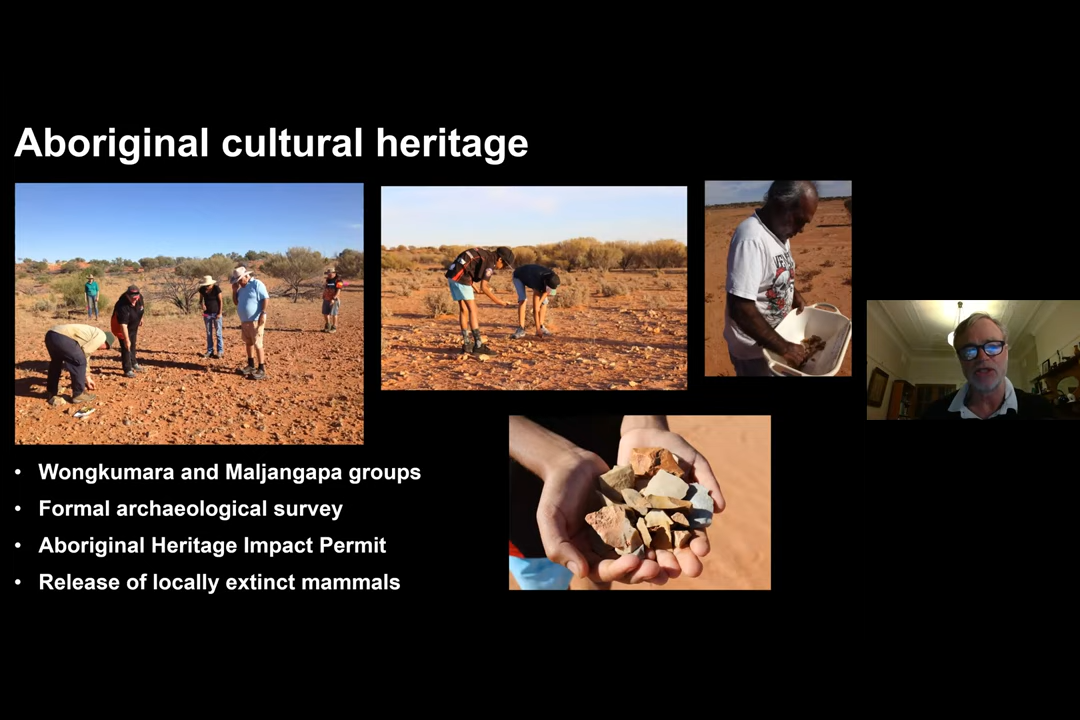 Aboriginal cultural heritage
• Wongkumara and Maljangapa groups
• Formal archaeological survey
• Aboriginal Heritage Impact Permit
• Release of locally extinct mammals